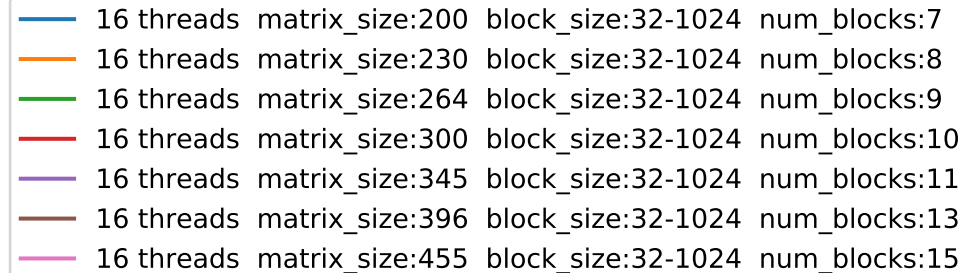 16 threads  matrix_size:200  block_size:32-1024  num_blocks:7
16 threads  matrix_size:230  block_size:32-1024  num_blocks:8
16 threads  matrix_size:264  block_size:32-1024  num_blocks:9
16 threads  matrix_size:300  block_size:32-1024  num_blocks:10
16 threads  matrix_size:345  block_size:32-1024  num_blocks:11
16 threads  matrix_size:396  block_size:32-1024  num_blocks:13
16 threads  matrix_size:455  block_size:32-1024  num_blocks:15